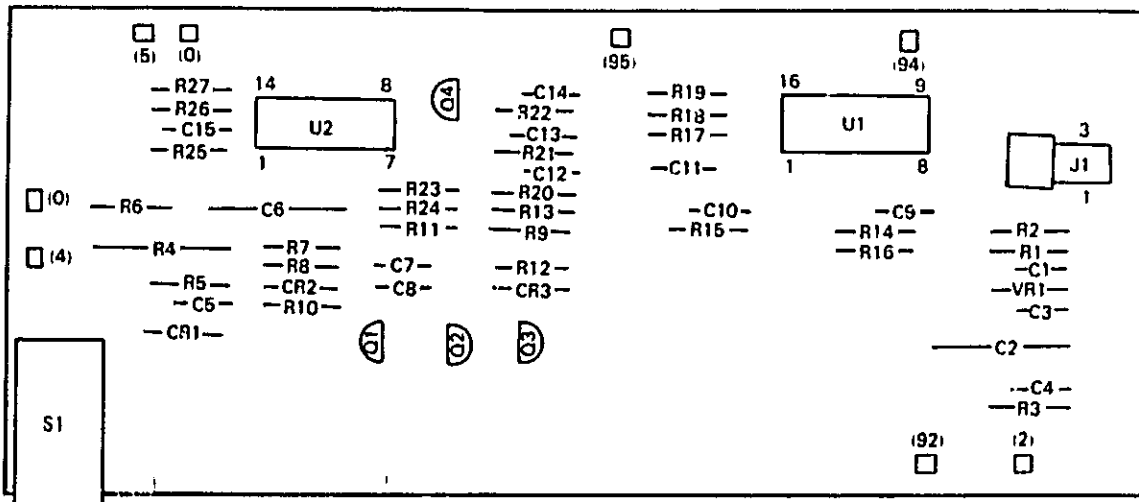 (5) (0) (95) (94)
R27 14 8 Q4 C14 R19 16 9
R26 R22 R18
C15 U2 C13 R17 U1 3
R25 1 7 R21 1 8 J1
C12 C11
(0) R23 R20 1
R6 C6 R24 R13 C10 C9
R11 R9 R15 R14 R2
(4) R4 R7 R16 R1
R8 C7 R12 C1
R5 CR2 C8 CR3 VR1
C5 R10 C3
CR1 Q1 Q2 Q3
C2
C4
S1 R3
(92) (2)